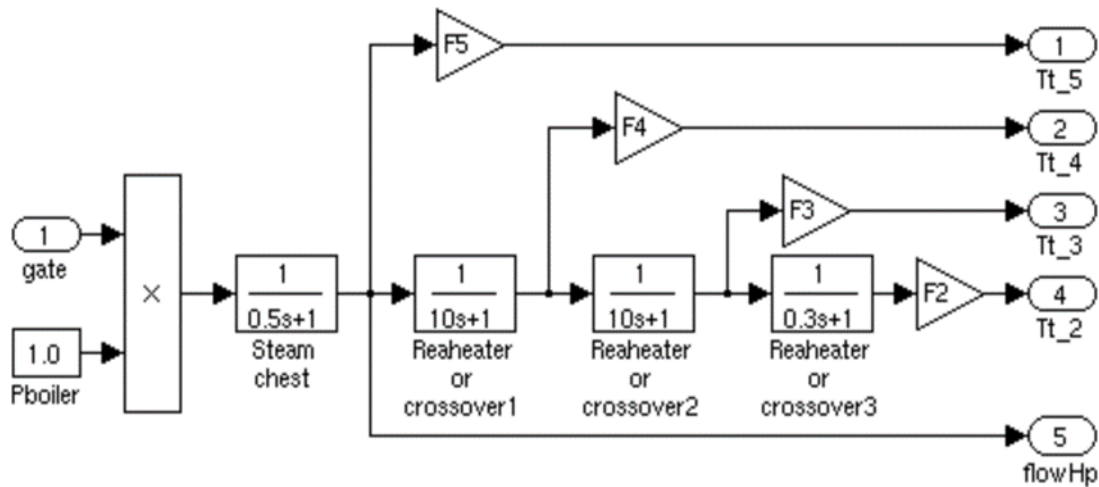 F5
1
Tt_5
F4
2
Tt_4
F3
3
Tt_3
1
gate
×
1.0
Pboiler
1
0.5s+1
Steam
chest
1
10s+1
Reaheater
or
crossover1
1
10s+1
Reaheater
or
crossover2
1
0.3s+1
Reaheater
or
crossover3
F2
4
Tt_2
5
flowHp